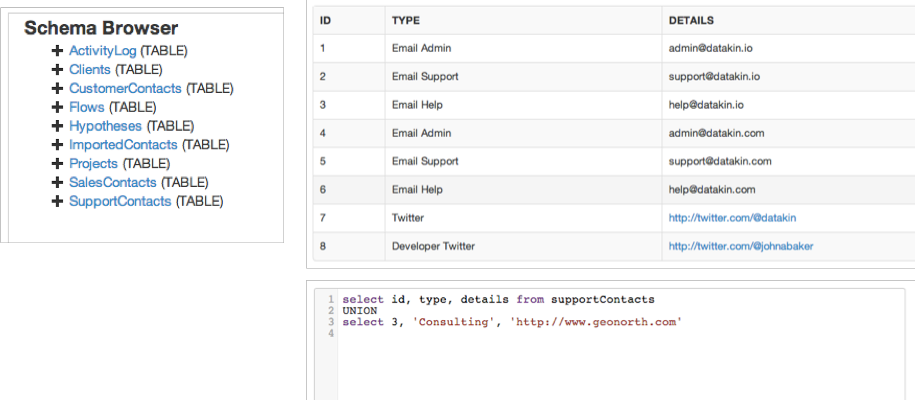 Schema Browser
ActivityLog (TABLE)
Clients (TABLE)
CustomerContacts (TABLE)
Flows (TABLE)
Hypotheses (TABLE)
ImportedContacts (TABLE)
Projects (TABLE)
SalesContacts (TABLE)
SupportContacts (TABLE)
ID TYPE DETAILS
1 Email Admin admin@datakin.io
2 Email Support support@datakin.io
3 Email Help help@datakin.io
4 Email Admin admin@datakin.com
5 Email Support support@datakin.com
6 Email Help help@datakin.com
7 Twitter http://twitter.com/@datakin
8 Developer Twitter http://twitter.com/@johnabaker
1 select id, type, details from supportContacts
2 UNION
3 select 3, 'Consulting', 'http://www.geonorth.com'
4